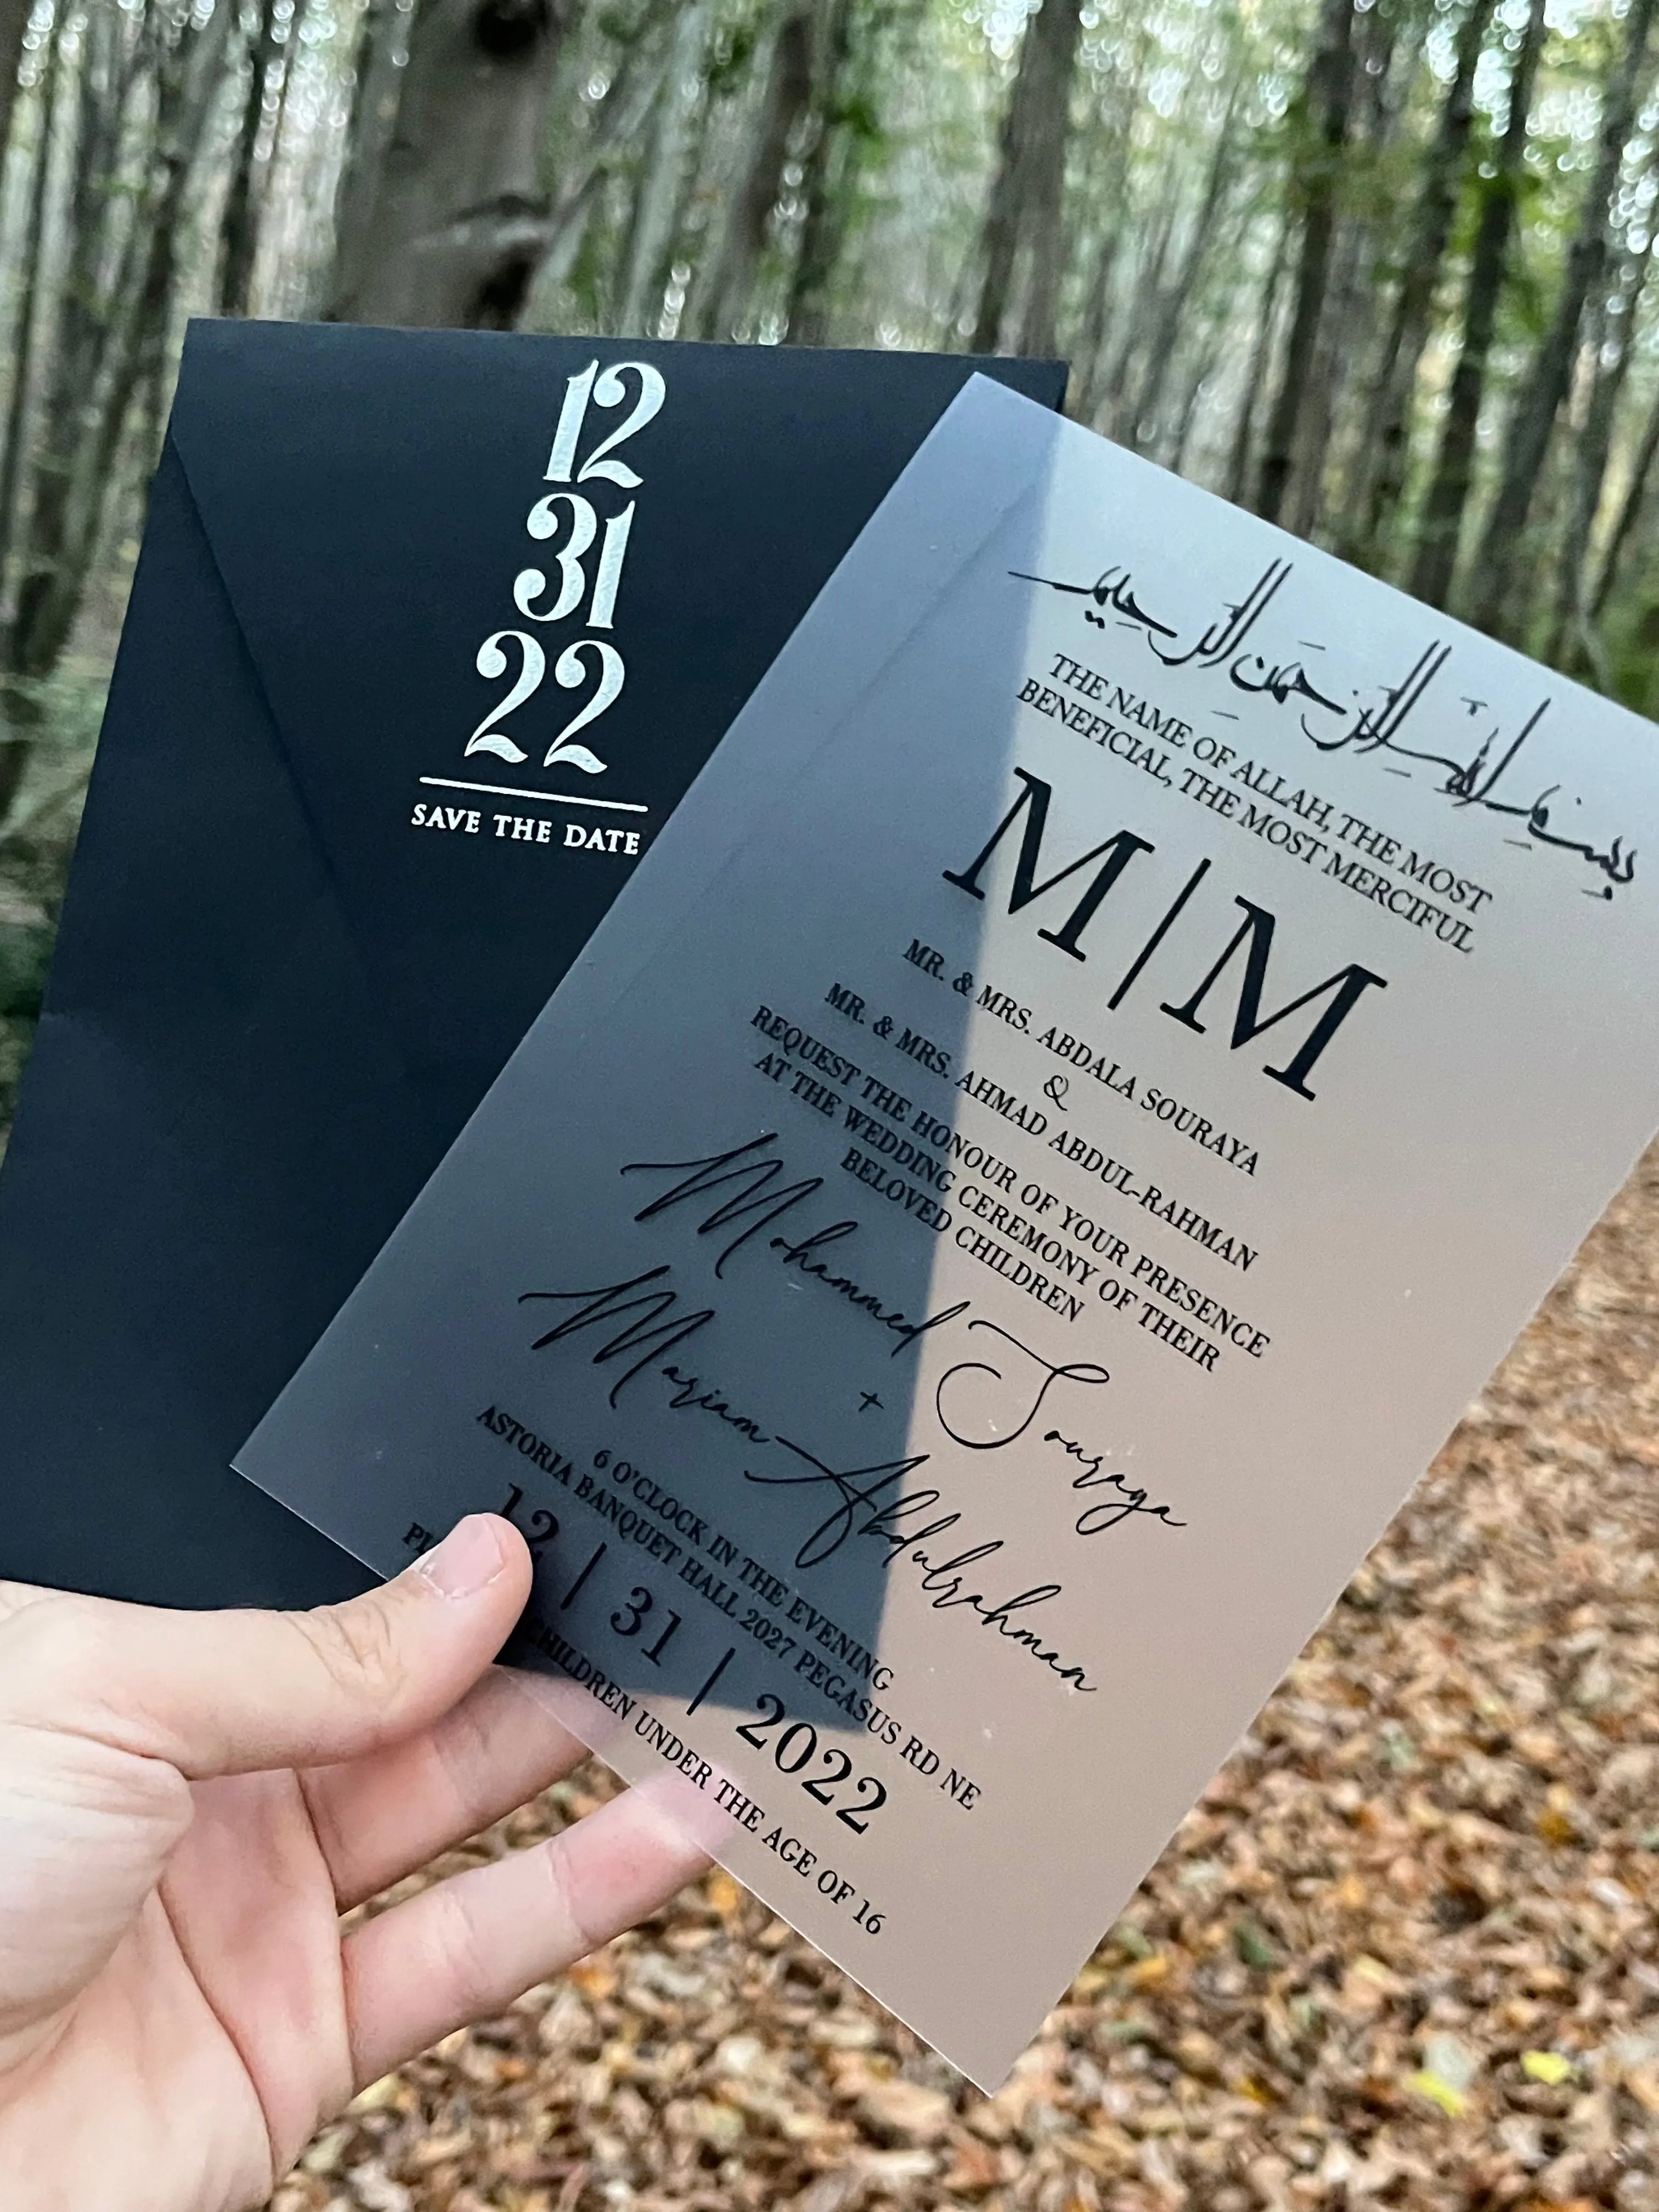 12
31
22
SAVE THE DATE
بسم الله الرحمن الرحيم
THE NAME OF ALLAH, THE MOST
BENEFICIAL, THE MOST MERCIFUL
M|M
MR. & MRS. ABDALA SOURAYA
&
MR. & MRS. AHMAD ABDUL-RAHMAN
REQUEST THE HONOUR OF YOUR PRESENCE
AT THE WEDDING CEREMONY OF THEIR
BELOVED CHILDREN
Mohammed Souraya
+
Mariam Abdulrahman
6 O'CLOCK IN THE EVENING
ASTORIA BANQUET HALL 2027 PEGASUS RD NE
12 | 31 | 2022
CHILDREN UNDER THE AGE OF 16